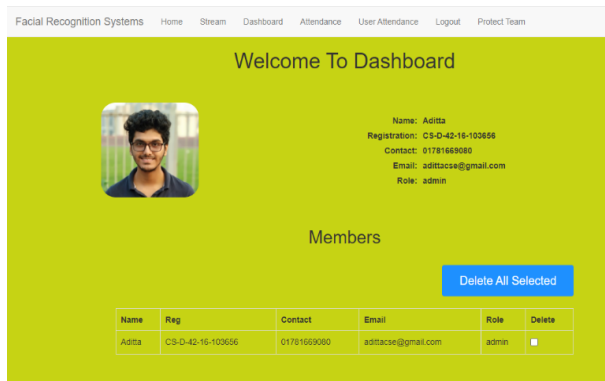 Facial Recognition Systems Home Stream Dashboard Attendance User Attendance Logout Protect Team
Welcome To Dashboard
Name: Aditta
Registration: CS-D-42-16-103656
Contact: 01781669080
Email: adittacse@gmail.com
Role: admin
Members
Delete All Selected
Name Reg Contact Email Role Delete
Aditta CS-D-42-16-103656 01781669080 adittacse@gmail.com admin